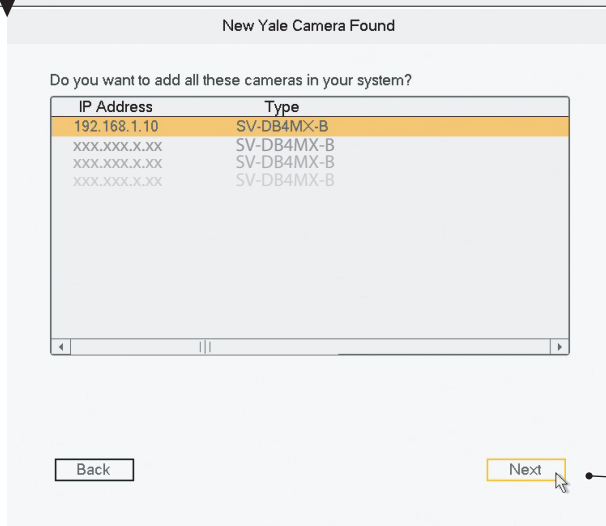 New Yale Camera Found
Do you want to add all these cameras in your system?
IP Address Type
192.168.1.10 SV-DB4MX-B
xxx.xxx.x.xx SV-DB4MX-B
xxx.xxx.x.xx SV-DB4MX-B
xxx.xxx.x.xx SV-DB4MX-B
Back Next